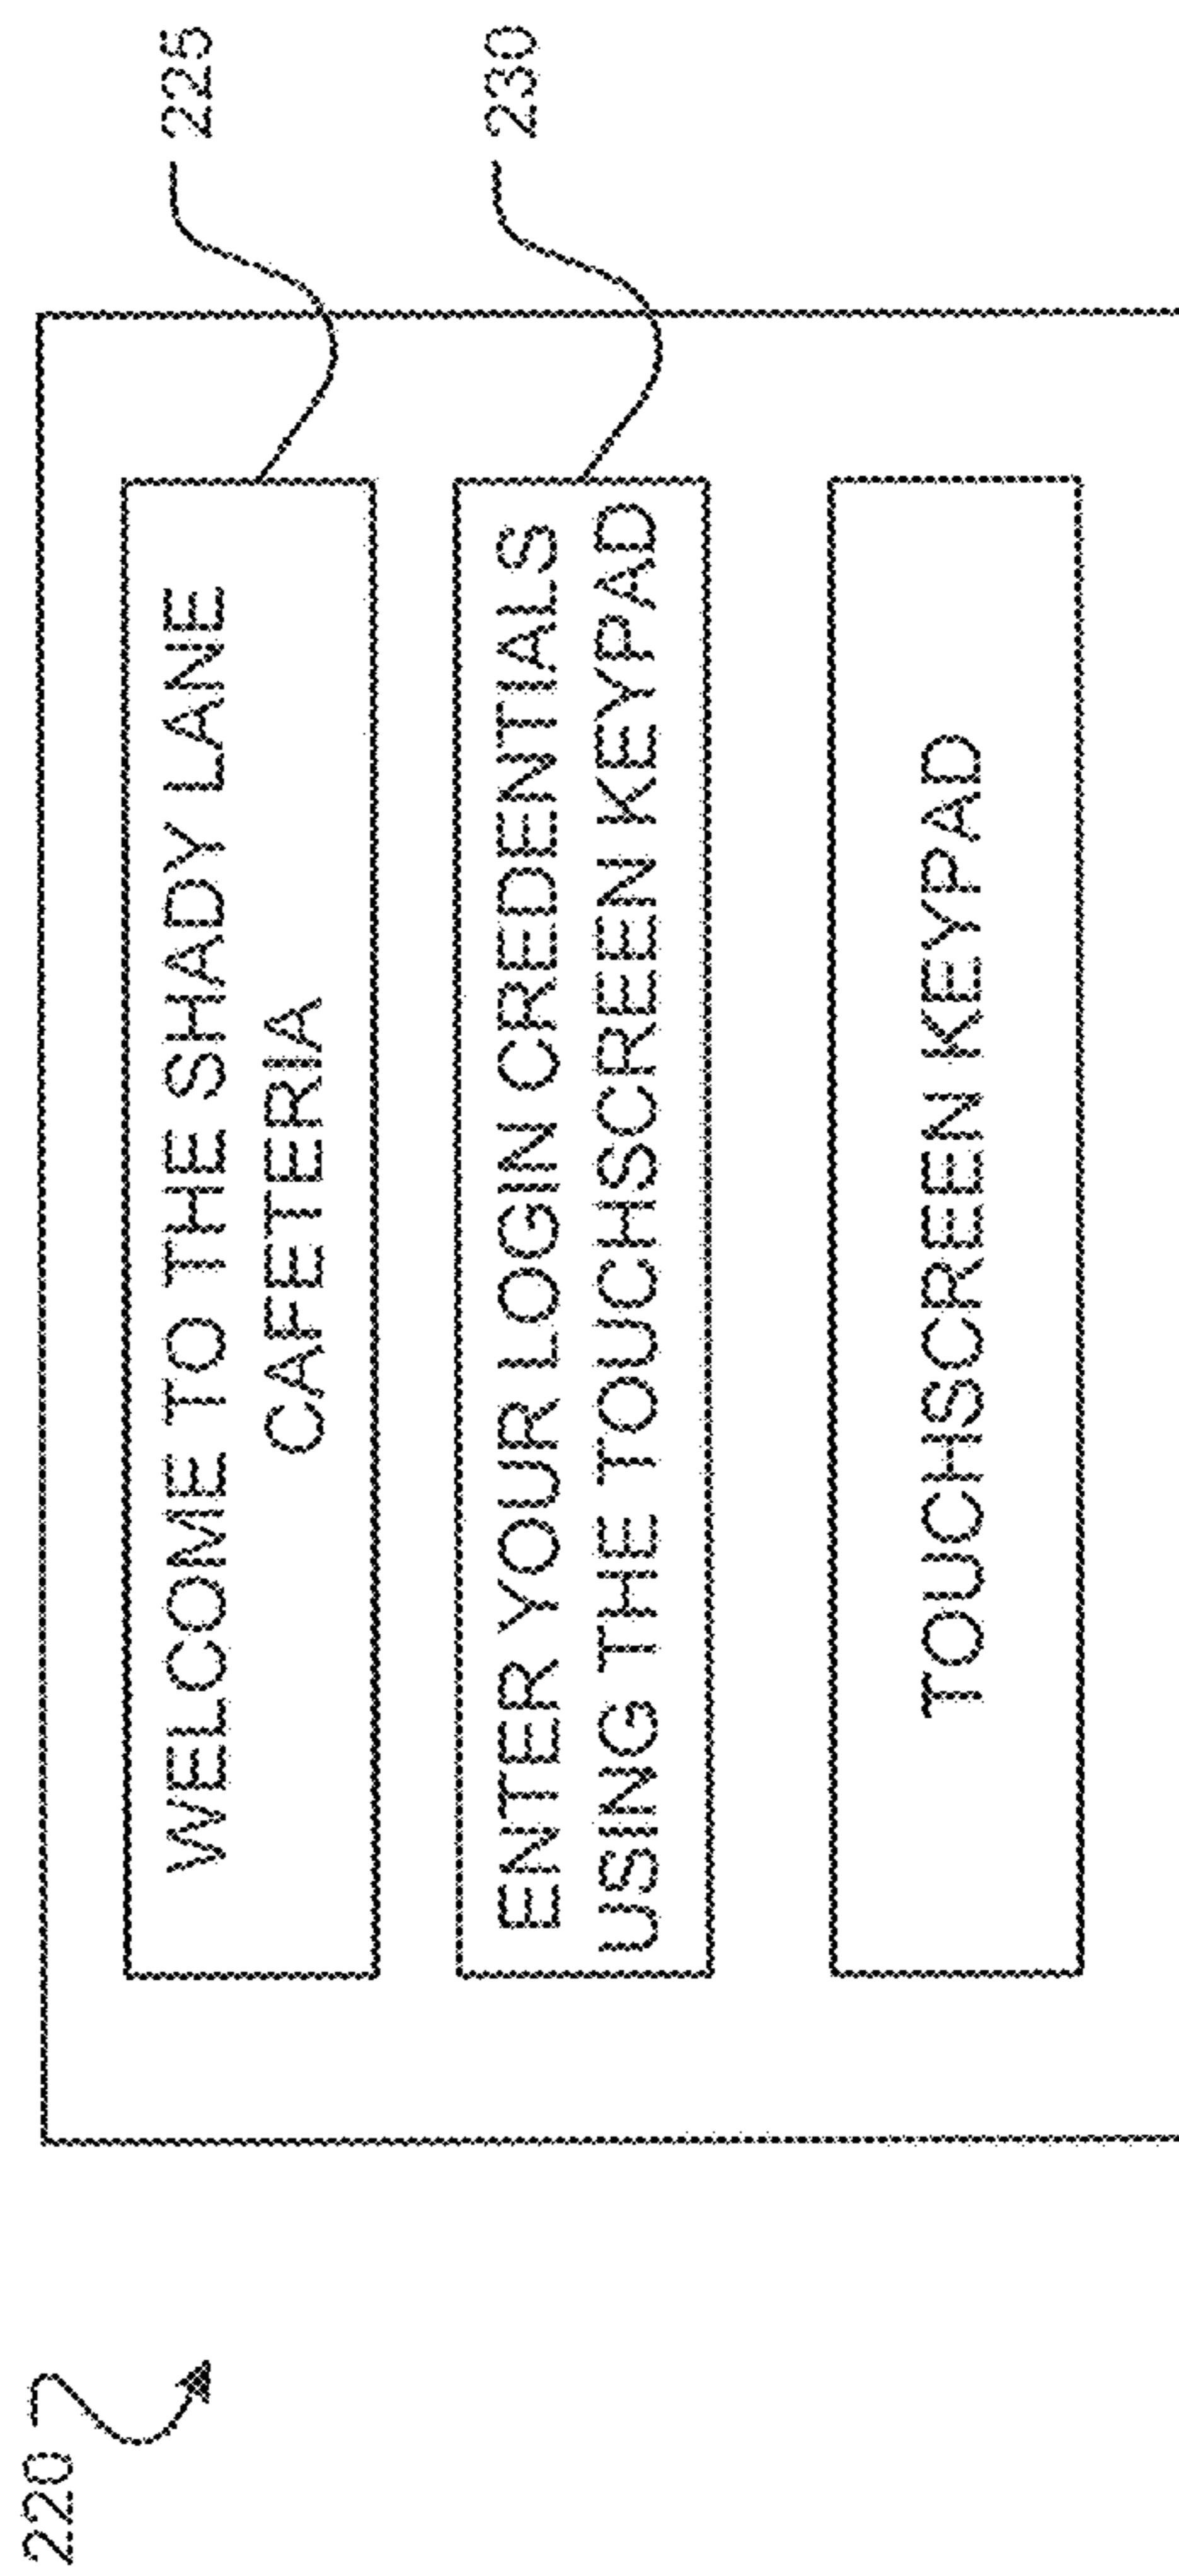 220
WELCOME TO THE SHADY LANE
CAFETERIA
225
ENTER YOUR LOGIN CREDENTIALS
USING THE TOUCHSCREEN KEYPAD
230
TOUCHSCREEN KEYPAD